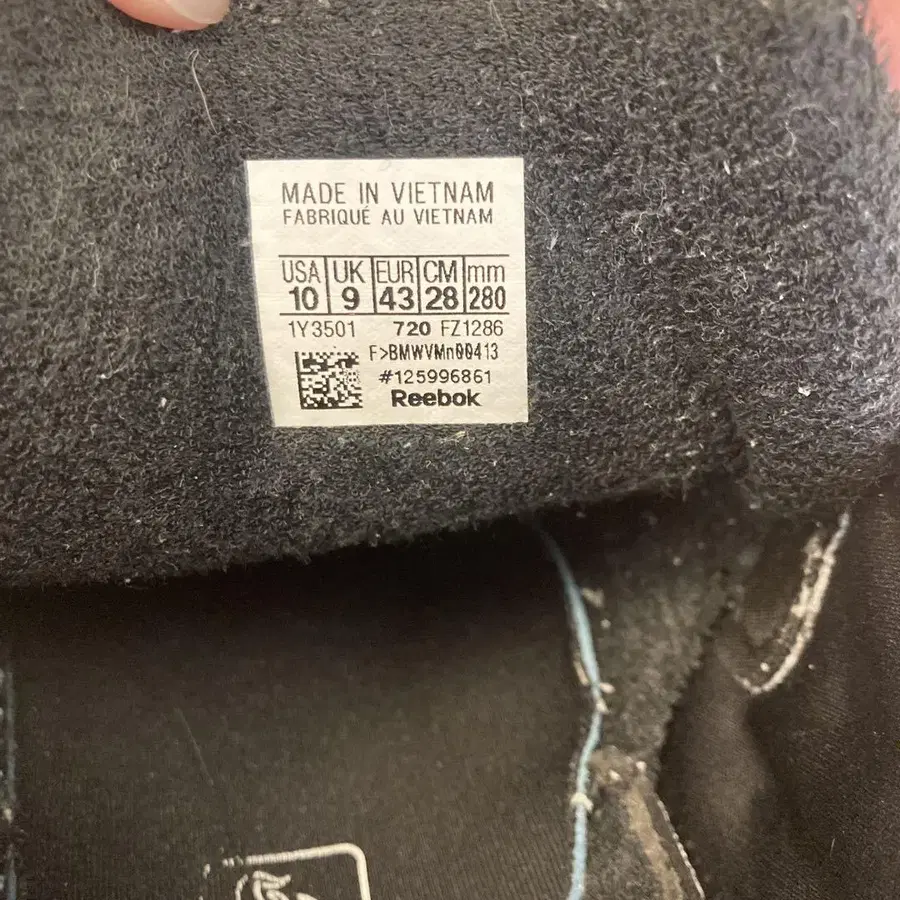 MADE IN VIETNAM
FABRIQUÉ AU VIETNAM
USA UK EUR CM mm
10 9 43 28 280
1Y3501 720 FZ1286
F>BMWVMn00413
#125996861
Reebok